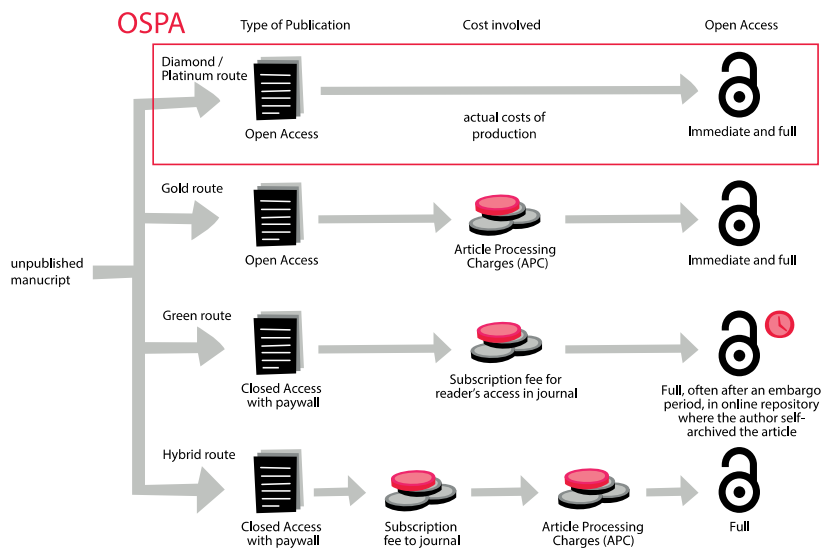 OSPA
Type of Publication
Cost involved
Open Access
Diamond /
Platinum route
Open Access
actual costs of
production
Immediate and full
Gold route
Open Access
Article Processing
Charges (APC)
Immediate and full
unpublished
manucript
Green route
Closed Access
with paywall
Subscription fee for
reader's access in journal
Full, often after an embargo
period, in online repository
where the author self-
archived the article
Hybrid route
Closed Access
with paywall
Subscription
fee to journal
Article Processing
Charges (APC)
Full